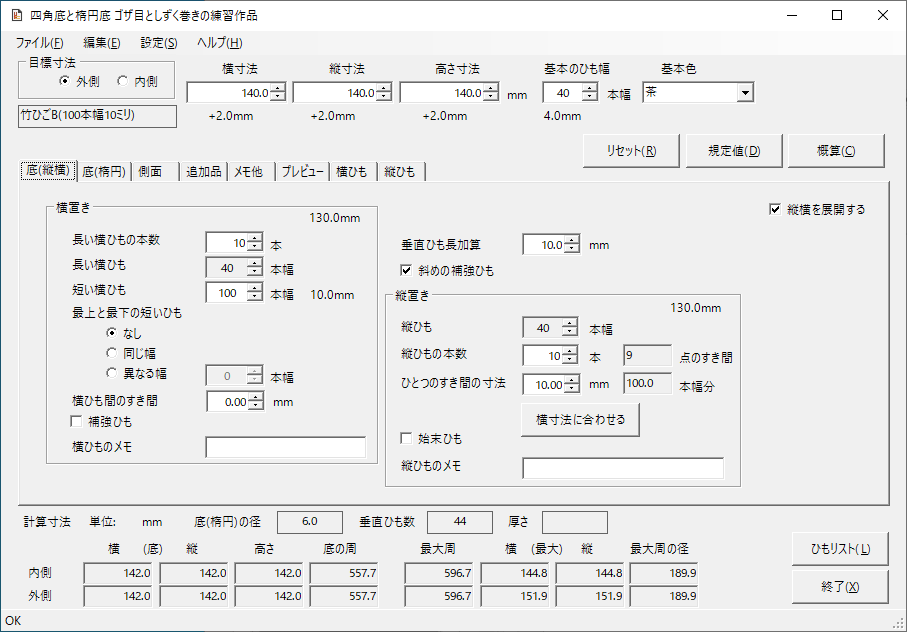 四角底と楕円底 ゴザ目としずく巻きの練習作品
ファイル(F) 編集(E) 設定(S) ヘルプ(H)
目標寸法 横寸法 縦寸法 高さ寸法 基本のひも幅 基本色
外側 内側 140.0 140.0 140.0 mm 40 本幅 茶
竹ひごB(100本幅10ミリ) +2.0mm +2.0mm +2.0mm 4.0mm
リセット(R) 規定値(D) 概算(C)
底(縦横) 底(楕円) 側面 追加品 メモ他 プレビュー 横ひも 縦ひも
縦横を展開する
横置き
130.0mm
長い横ひもの本数 10 本
長い横ひも 40 本幅
短い横ひも 100 本幅 10.0mm
最上と最下の短いひも
なし
同じ幅
異なる幅 0 本幅
横ひも間のすき間 0.00 mm
補強ひも
横ひものメモ
垂直ひも長加算 10.0 mm
斜めの補強ひも
縦置き
130.0mm
縦ひも 40 本幅
縦ひもの本数 10 本 9 点のすき間
ひとつのすき間の寸法 10.00 mm 100.0 本幅分
横寸法に合わせる
始末ひも
縦ひものメモ
計算寸法 単位: mm 底(楕円)の径 6.0 垂直ひも数 44 厚さ
横 (底) 縦 高さ 底の周 最大周 横 (最大) 縦 最大周の径
内側 142.0 142.0 142.0 557.7 596.7 144.8 144.8 189.9
外側 142.0 142.0 142.0 557.7 596.7 151.9 151.9 189.9
ひもリスト(L)
終了(X)
OK